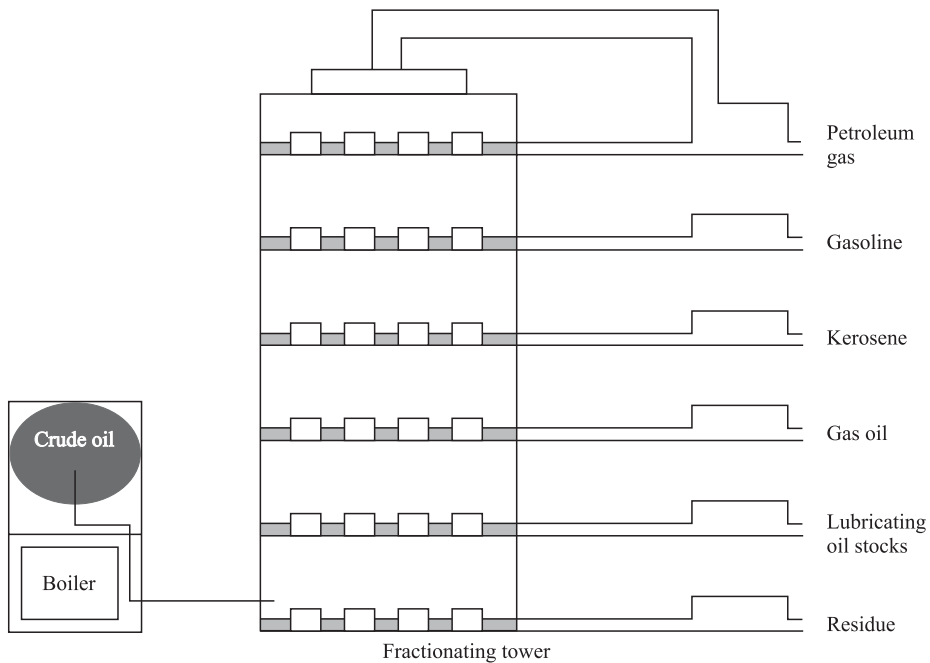 Petroleum
gas
Gasoline
Kerosene
Crude oil
Gas oil
Lubricating
oil stocks
Boiler
Residue
Fractionating tower